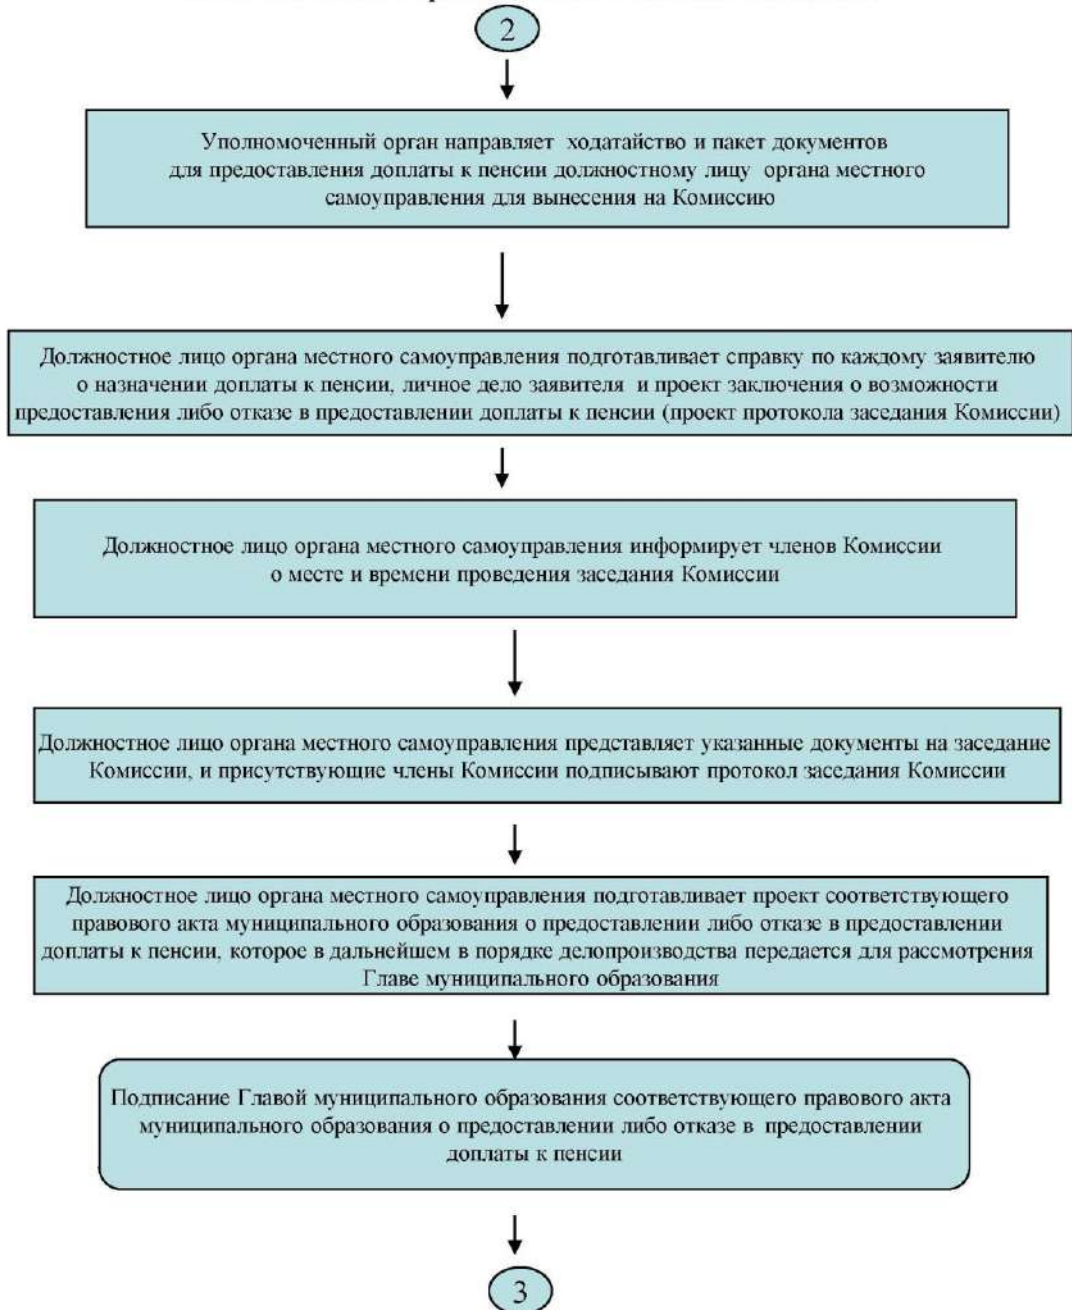 2
Уполномоченный орган направляет ходатайство и пакет документов
для предоставления доплаты к пенсии должностному лицу органа местного
самоуправления для вынесения на Комиссию
Должностное лицо органа местного самоуправления подготавливает справку по каждому заявителю
о назначении доплаты к пенсии, личное дело заявителя и проект заключения о возможности
предоставления либо отказе в предоставлении доплаты к пенсии (проект протокола заседания Комиссии)
Должностное лицо органа местного самоуправления информирует членов Комиссии
о месте и времени проведения заседания Комиссии
Должностное лицо органа местного самоуправления представляет указанные документы на заседание
Комиссии, и присутствующие члены Комиссии подписывают протокол заседания Комиссии
Должностное лицо органа местного самоуправления подготавливает проект соответствующего
правового акта муниципального образования о предоставлении либо отказе в предоставлении
доплаты к пенсии, которое в дальнейшем в порядке делопроизводства передается для рассмотрения
Главе муниципального образования
Подписание Главой муниципального образования соответствующего правового акта
муниципального образования о предоставлении либо отказе в предоставлении
доплаты к пенсии
3